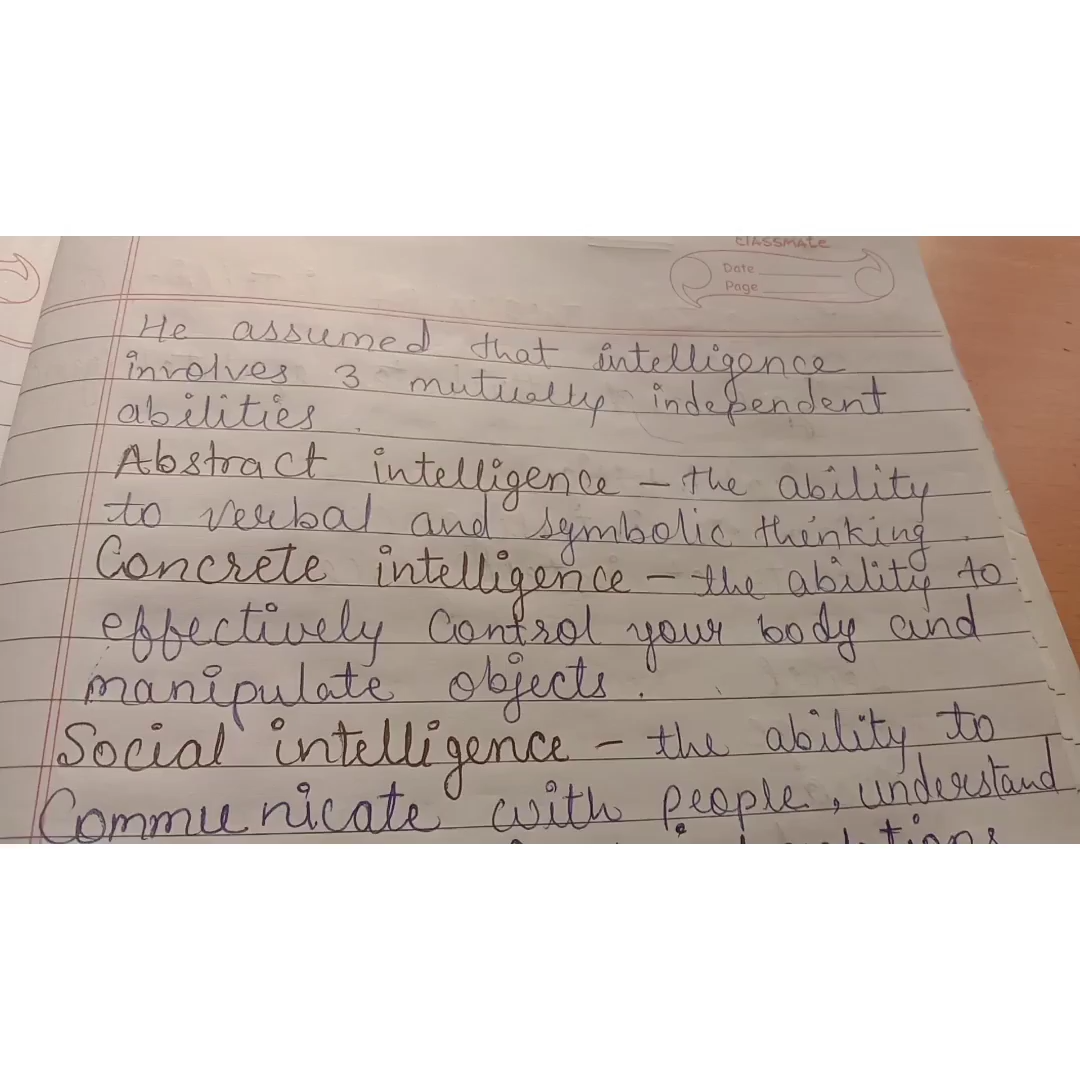 classmate
Date
Page
He assumed that intelligence
involves 3 mutually independent
abilities.
Abstract intelligence – the ability
to verbal and symbolic thinking.
Concrete intelligence – the ability to
effectively control your body and
manipulate objects.
Social intelligence – the ability to
Communicate with people, understand